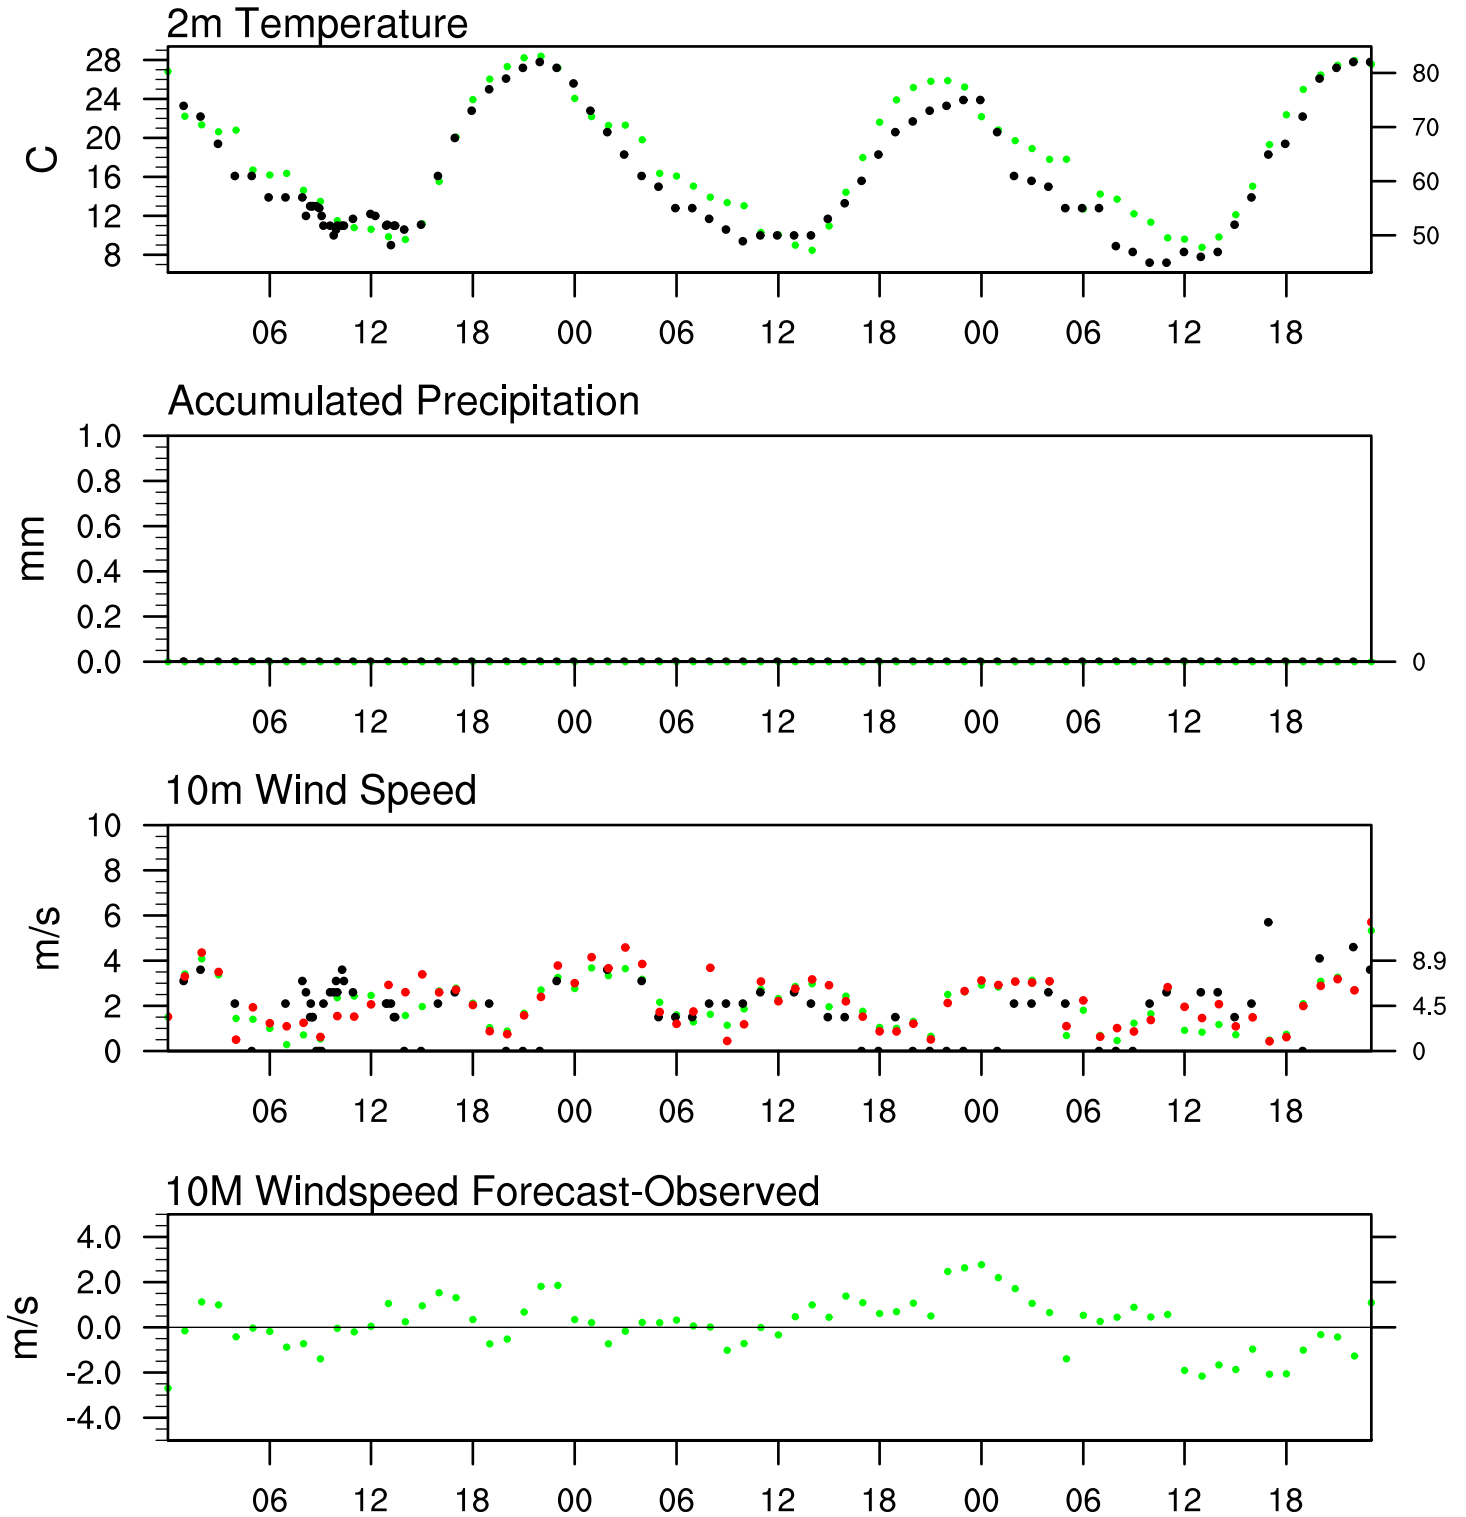 2m Temperature
28
24
20
16
12
8
C
80
70
60
50
06 12 18 00 06 12 18 00 06 12 18
Accumulated Precipitation
1.0
0.8
0.6
0.4
0.2
0.0
mm
0
06 12 18 00 06 12 18 00 06 12 18
10m Wind Speed
10
8
6
4
2
0
m/s
8.9
4.5
0
06 12 18 00 06 12 18 00 06 12 18
10M Windspeed Forecast-Observed
4.0
2.0
0.0
-2.0
-4.0
m/s
06 12 18 00 06 12 18 00 06 12 18